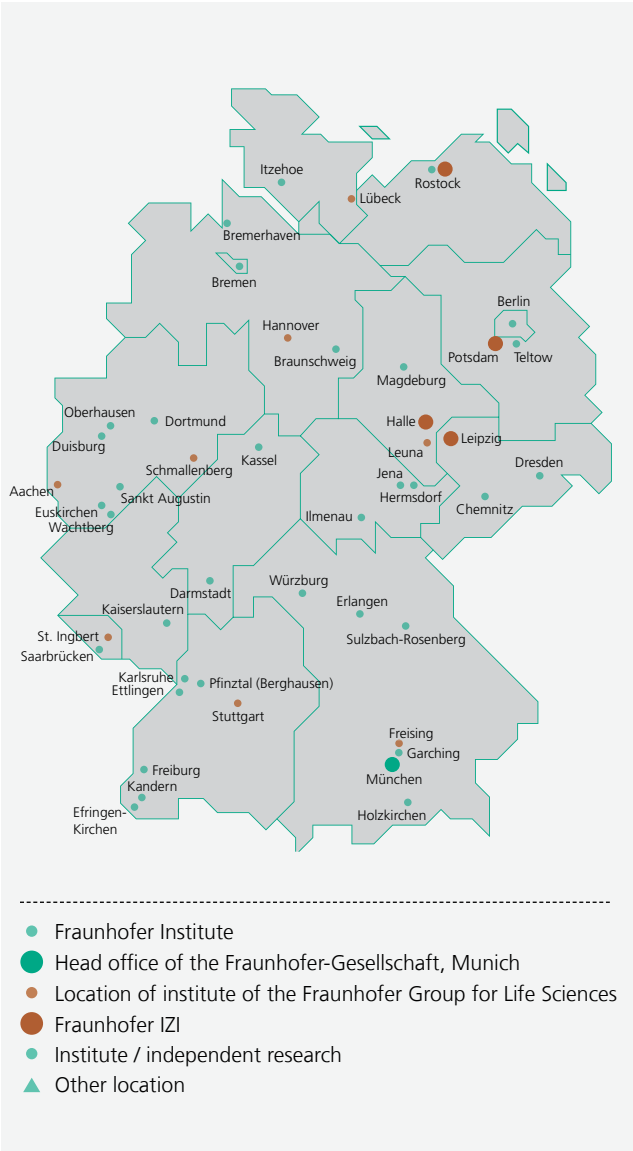 Itzehoe
Rostock
Lübeck
Bremerhaven
Bremen
Berlin
Hannover
Braunschweig
Potsdam
Teltow
Magdeburg
Oberhausen
Dortmund
Halle
Duisburg
Leipzig
Kassel
Leuna
Schmallenberg
Dresden
Jena
Aachen
Sankt Augustin
Hermsdorf
Euskirchen
Chemnitz
Ilmenau
Wachtberg
Würzburg
Darmstadt
Erlangen
Kaiserslautern
St. Ingbert
Sulzbach-Rosenberg
Saarbrücken
Karlsruhe
Pfinztal (Berghausen)
Ettlingen
Stuttgart
Freising
Garching
Freiburg
München
Kandern
Efringen-
Kirchen
Holzkirchen
Fraunhofer Institute
Head office of the Fraunhofer-Gesellschaft, Munich
Location of institute of the Fraunhofer Group for Life Sciences
Fraunhofer IZI
Institute / independent research
Other location